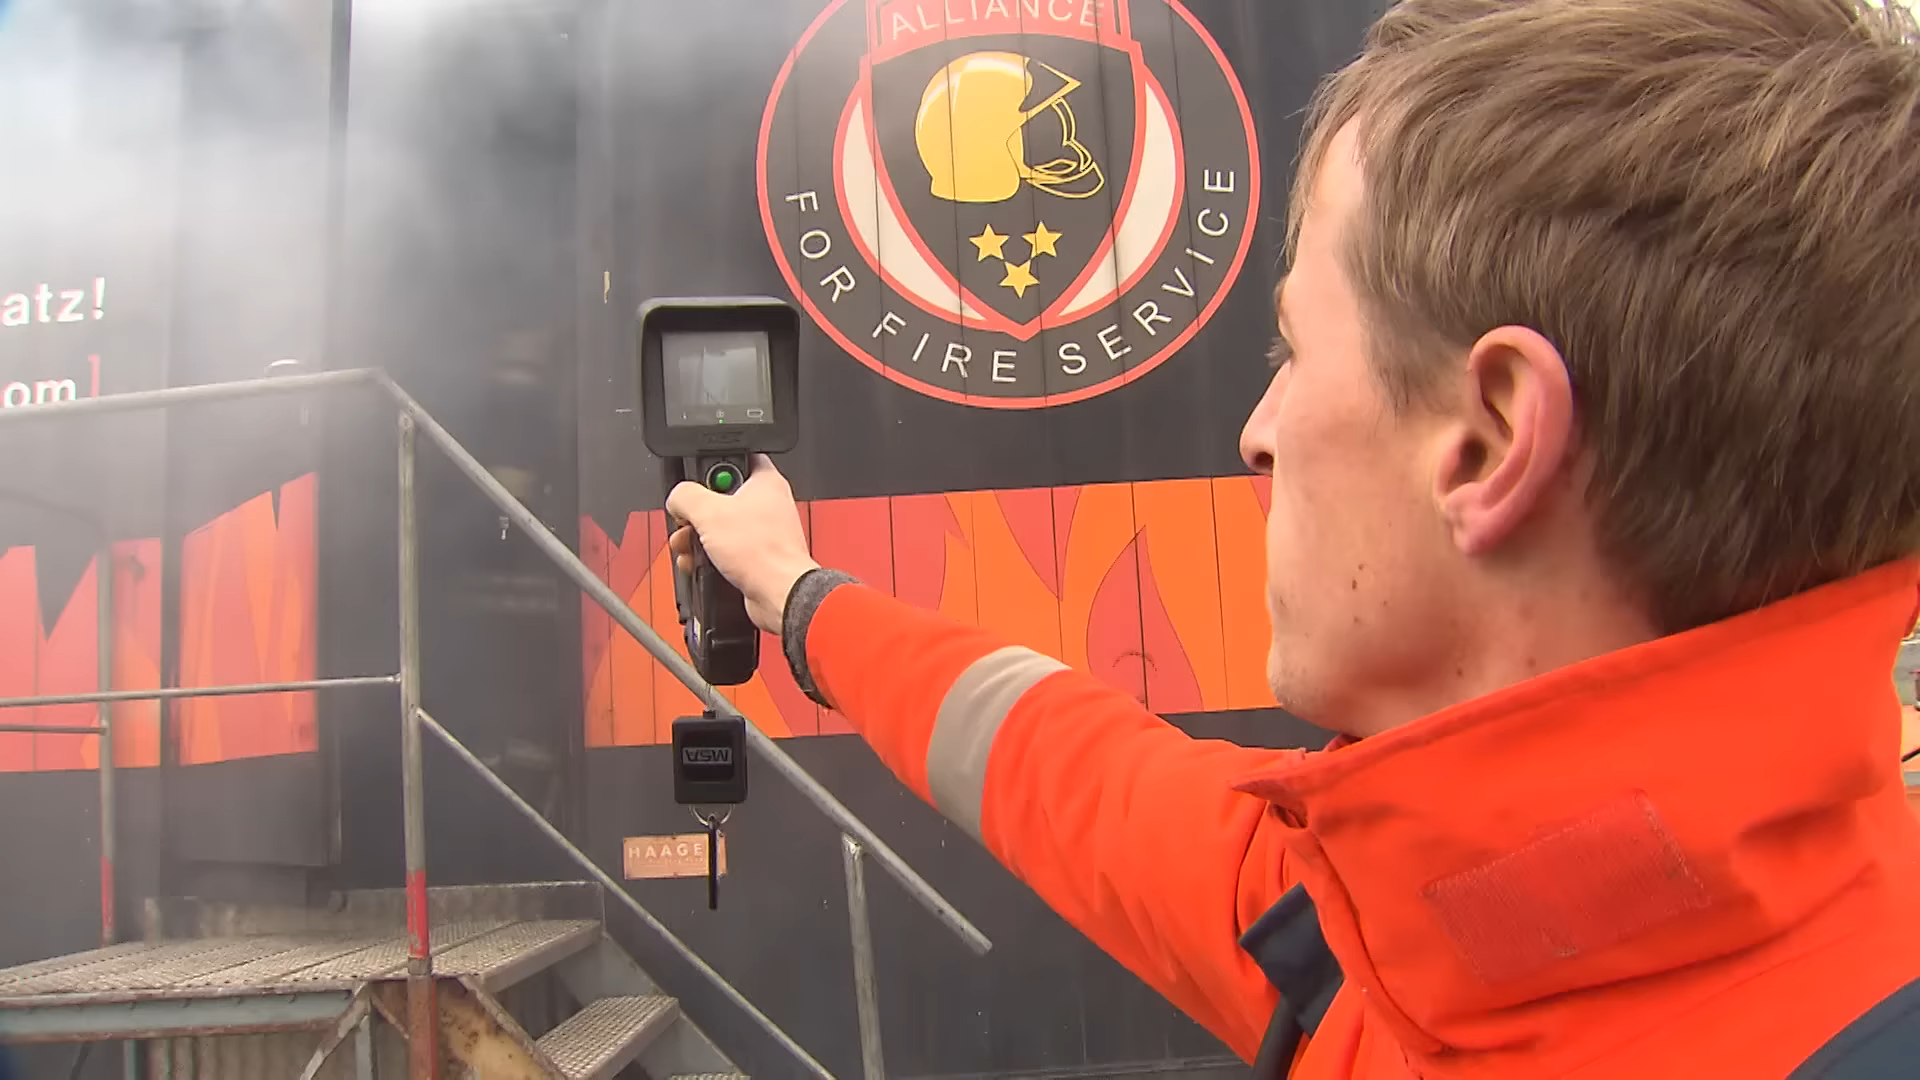 ALLIANCE
FOR FIRE SERVICE
atz!
om]
MSA
HAAGE